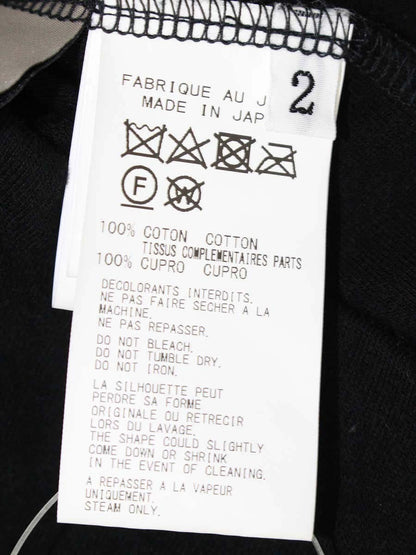 FABRIQUE AU J
MADE IN JAP
2
F
W
100% COTON COTTON
TISSUS COMPLEMENTAIRES PARTS
100% CUPRO CUPRO
DECOLORANTS INTERDITS.
NE PAS FAIRE SECHER A LA
MACHINE.
NE PAS REPASSER.
DO NOT BLEACH.
DO NOT TUMBLE DRY.
DO NOT IRON.
LA SILHOUETTE PEUT
PERDRE SA FORME
ORIGINALE OU RETRECIR
LORS DU LAVAGE.
THE SHAPE COULD SLIGHTLY
COME DOWN OR SHRINK
IN THE EVENT OF CLEANING.
A REPASSER À LA VAPEUR
UNIQUEMENT.
STEAM ONLY.